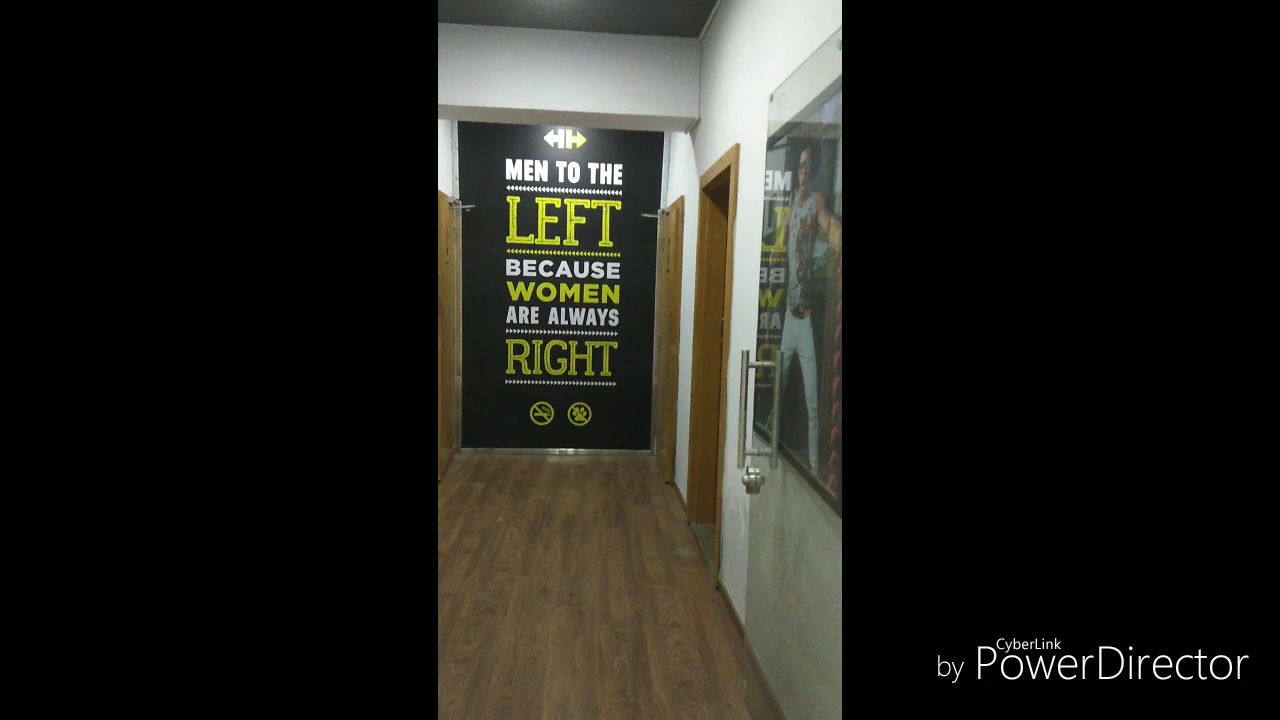 MEN TO THE
LEFT
BECAUSE
WOMEN
ARE ALWAYS
RIGHT
CyberLink
by PowerDirector